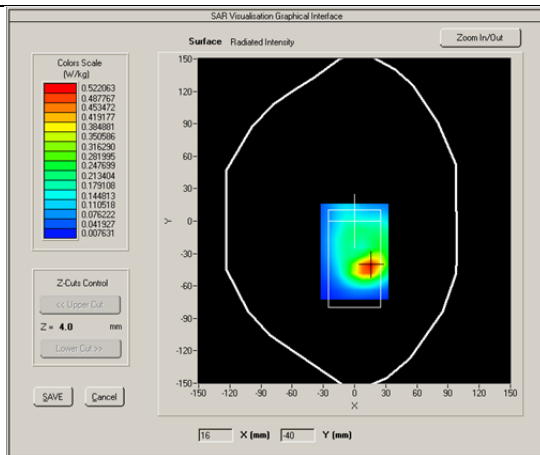 SAR Visualisation Graphical Interface
Surface Radiated Intensity
Zoom In/Out
Colors Scale
(W/kg)
0.522063
0.487767
0.453472
0.419177
0.384881
0.350586
0.316290
0.281995
0.247699
0.213404
0.179108
0.144813
0.110518
0.076222
0.041927
0.007631
Z-Cuts Control
<< Upper Cut
Z = 4.0 mm
Lower Cut >>
SAVE Cancel
150
120
90
60
30
0
-30
-60
-90
-120
-150
Y
-150 -120 -90 -60 -30 0 30 60 90 120 150
X
16 X (mm) -40 Y (mm)